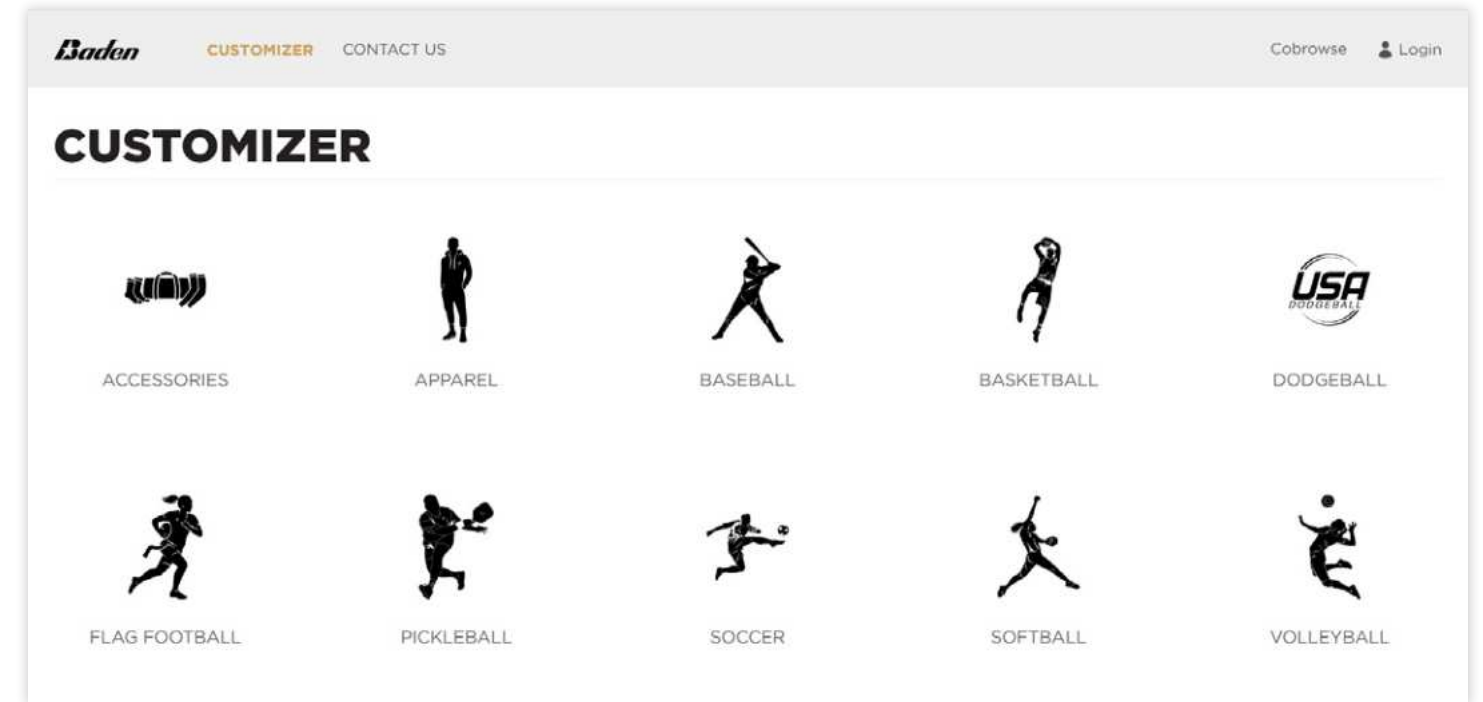 Baden CUSTOMIZER CONTACT US Cobrowse Login
CUSTOMIZER
USA
DODGEBALL
ACCESSORIES APPAREL BASEBALL BASKETBALL DODGEBALL
FLAG FOOTBALL PICKLEBALL SOCCER SOFTBALL VOLLEYBALL